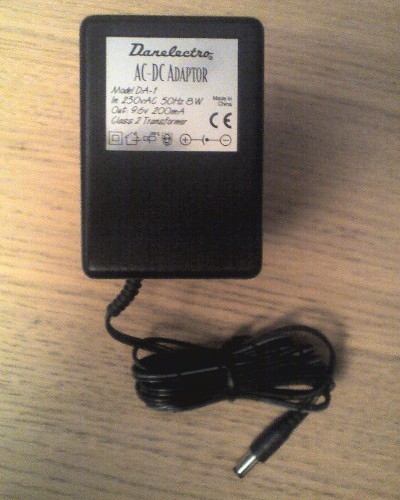 Danelectro®
AC-DC ADAPTOR
Model DA-1
In 230vAC 50Hz 8W
Out 9.6v 200mA
Class 2 Transformer
Made in
China
CE